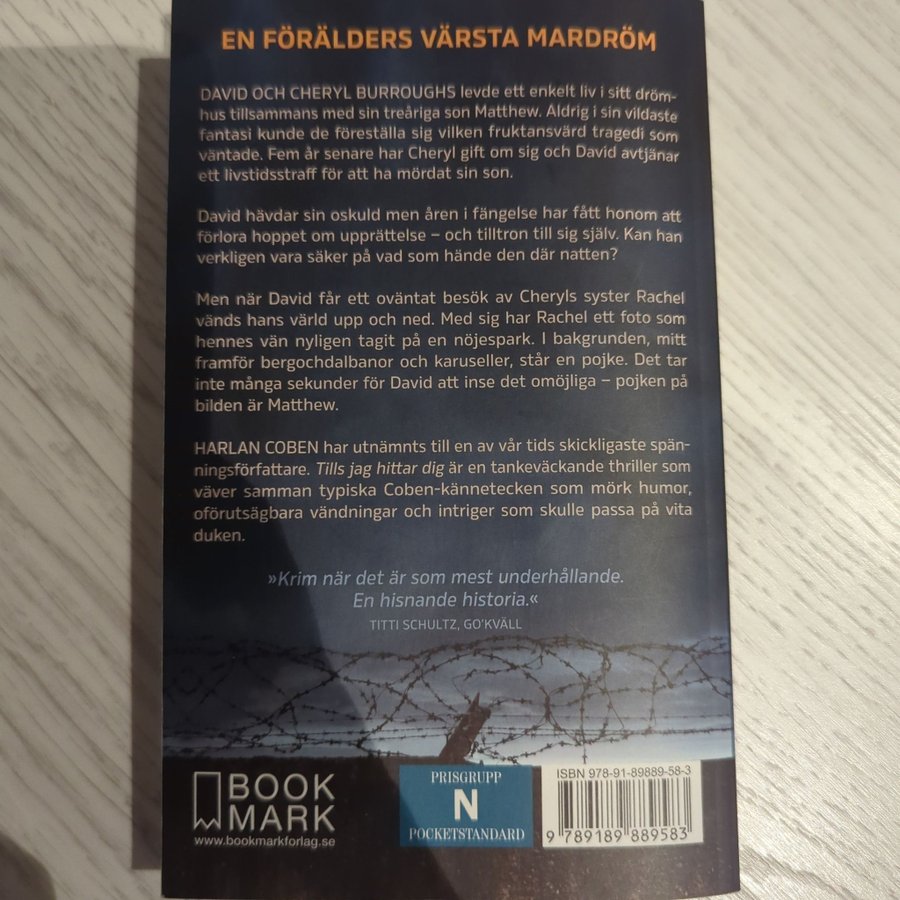 EN FÖRÄLDERS VÄRSTA MARDRÖM
DAVID OCH CHERYL BURROUGHS levde ett enkelt liv i sitt dröm-
hus tillsammans med sin treåriga son Matthew. Aldrig i sin vildaste
fantasi kunde de föreställa sig vilken fruktansvärd tragedi som
väntade. Fem år senare har Cheryl gift om sig och David avtjänar
ett livstidsstraff för att ha mördat sin son.
David hävdar sin oskuld men åren i fängelse har fått honom att
förlora hoppet om upprättelse – och tilltron till sig själv. Kan han
verkligen vara säker på vad som hände den där natten?
Men när David får ett oväntat besök av Cheryls syster Rachel
vänds hans värld upp och ned. Med sig har Rachel ett foto som
hennes vän nyligen tagit på en nöjespark. I bakgrunden, mitt
framför bergochdalbanor och karuseller, står en pojke. Det tar
inte många sekunder för David att inse det omöjliga – pojken på
bilden är Matthew.
HARLAN COBEN har utnämnts till en av vår tids skickligaste spän-
ningsförfattare. Tills jag hittar dig är en tankeväckande thriller som
väver samman typiska Coben-kännetecken som mörk humor,
oförutsägbara vändningar och intriger som skulle passa på vita
duken.
»Krim när det är som mest underhållande.
En hisnande historia.«
TITTI SCHULTZ, GO'KVÄLL
BOOK
MARK
www.bookmarkforlag.se
PRISGRUPP
N
POCKETSTANDARD
ISBN 978-91-89889-58-3
9 789189 889583